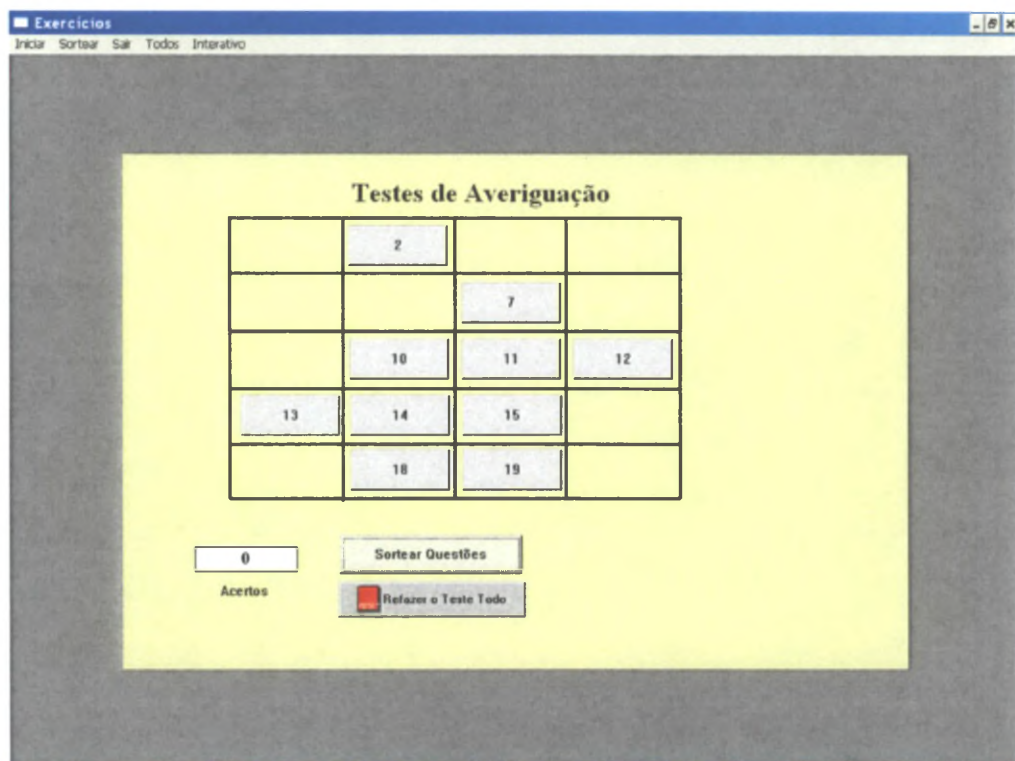 Exercícios
Iniciar Sortear Sair Todos Interativo
Testes de Averiguação
2
7
10 11 12
13 14 15
18 19
0
Sortear Questões
Acertos
Refazer o Teste Todo